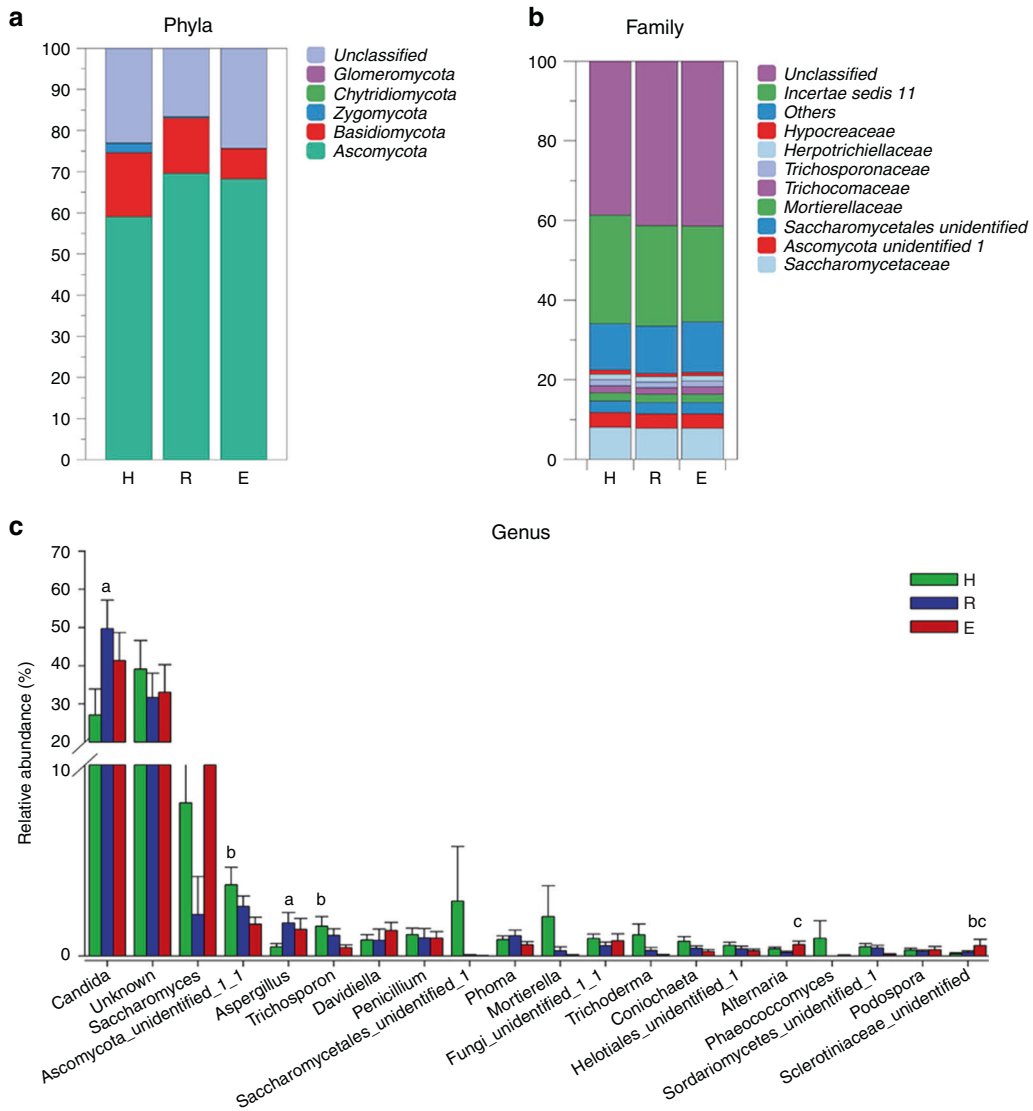 a
Phyla
100
90
80
70
60
50
40
30
20
10
0
H R E
Unclassified
Glomeromycota
Chytridiomycota
Zygomycota
Basidiomycota
Ascomycota
b
Family
100
80
60
40
20
0
H R E
Unclassified
Incertae sedis 11
Others
Hypocreaceae
Herpotrichiellaceae
Trichosporonaceae
Trichocomaceae
Mortierellaceae
Saccharomycetales unidentified
Ascomycota unidentified 1
Saccharomycetaceae
c
Genus
Relative abundance (%)
70
60
50
40
30
20
10
0
a
b
a
b
c
bc
H
R
E
Candida
Unknown
Saccharomyces
Ascomycota_unidentified_1_1
Aspergillus
Trichosporon
Davidiella
Penicillium
Saccharomycetales_unidentified_1
Phoma
Mortierella
Fungi_unidentified_1_1
Trichoderma
Coniochaeta
Helotiales_unidentified_1
Alternaria
Phaeococcomyces
Sordariomycetes_unidentified_1
Podospora
Sclerotiniaceae_unidentified